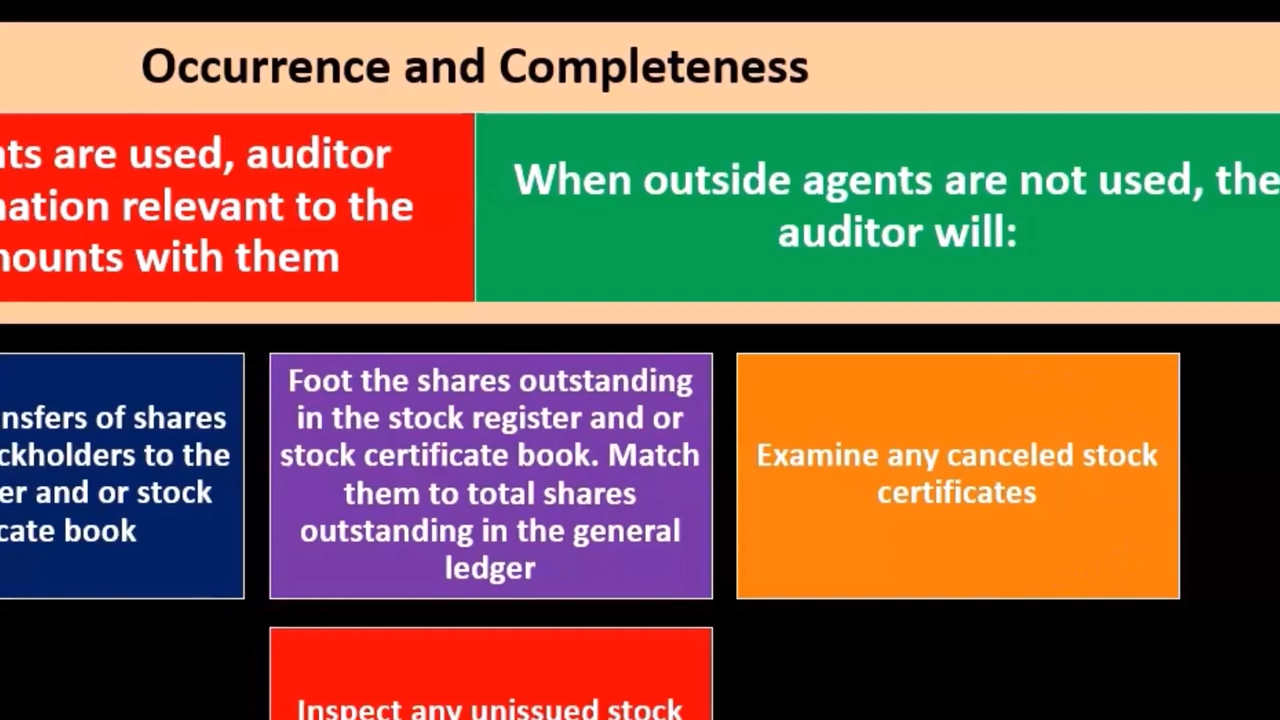 Occurrence and Completeness
nts are used, auditor
nation relevant to the
nounts with them
When outside agents are not used, the
auditor will:
nsfers of shares
ckholders to the
er and or stock
cate book
Foot the shares outstanding
in the stock register and or
stock certificate book. Match
them to total shares
outstanding in the general
ledger
Examine any canceled stock
certificates
Inspect any unissued stock